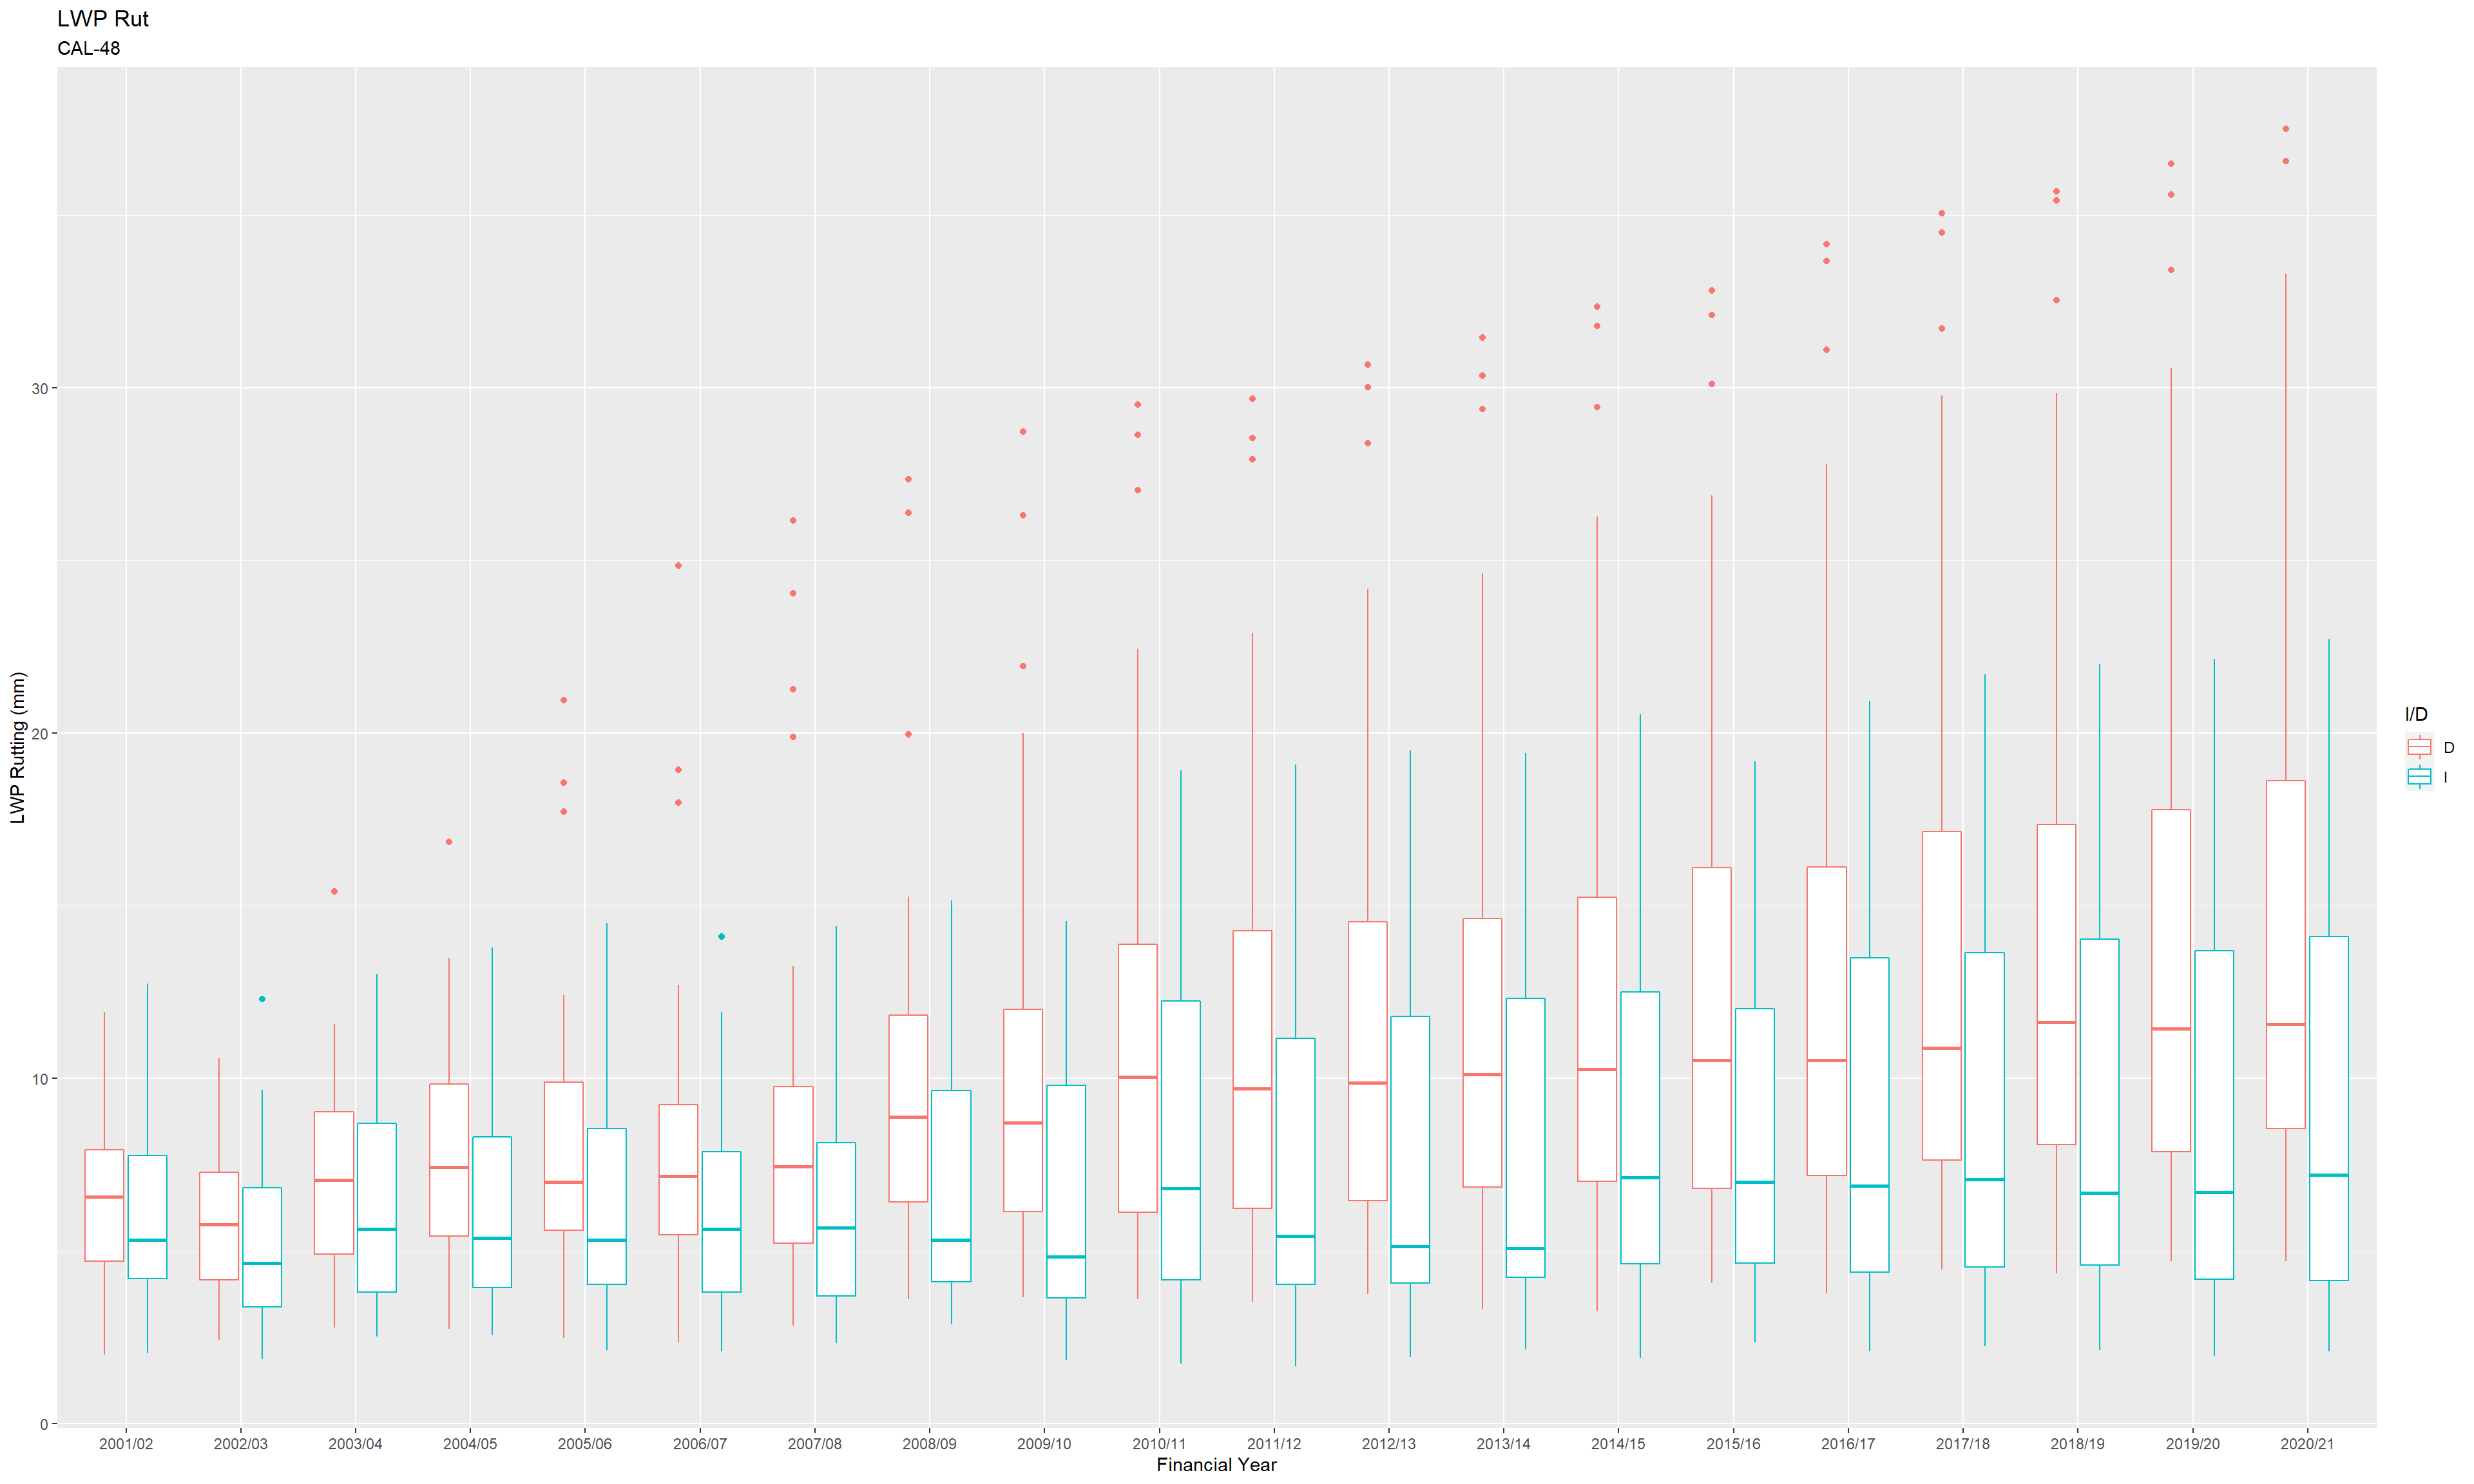 LWP Rut
CAL-48
LWP Rutting (mm)
30
20
10
0
2001/02 2002/03 2003/04 2004/05 2005/06 2006/07 2007/08 2008/09 2009/10 2010/11 2011/12 2012/13 2013/14 2014/15 2015/16 2016/17 2017/18 2018/19 2019/20 2020/21
Financial Year
I/D
D
I